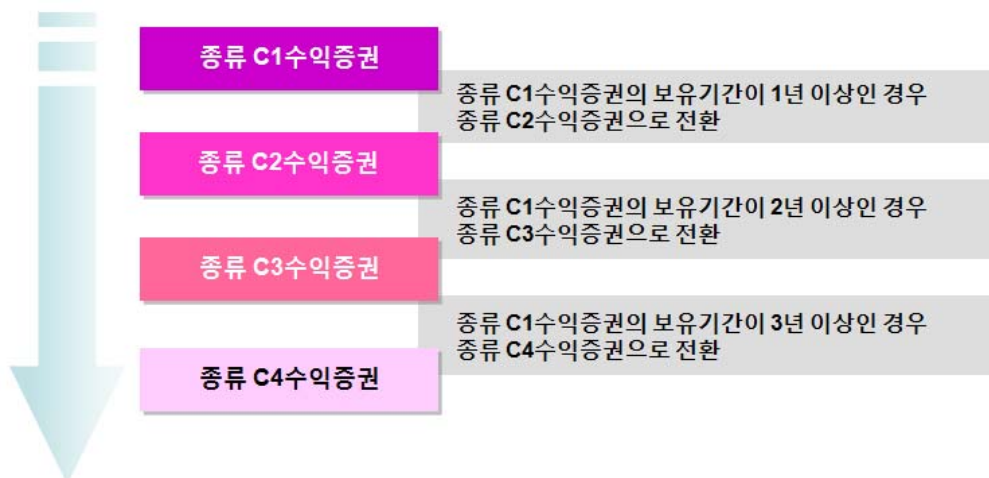 종류 C1수익증권
종류 C1수익증권의 보유기간이 1년 이상인 경우
종류 C2수익증권으로 전환
종류 C2수익증권
종류 C1수익증권의 보유기간이 2년 이상인 경우
종류 C3수익증권으로 전환
종류 C3수익증권
종류 C1수익증권의 보유기간이 3년 이상인 경우
종류 C4수익증권으로 전환
종류 C4수익증권